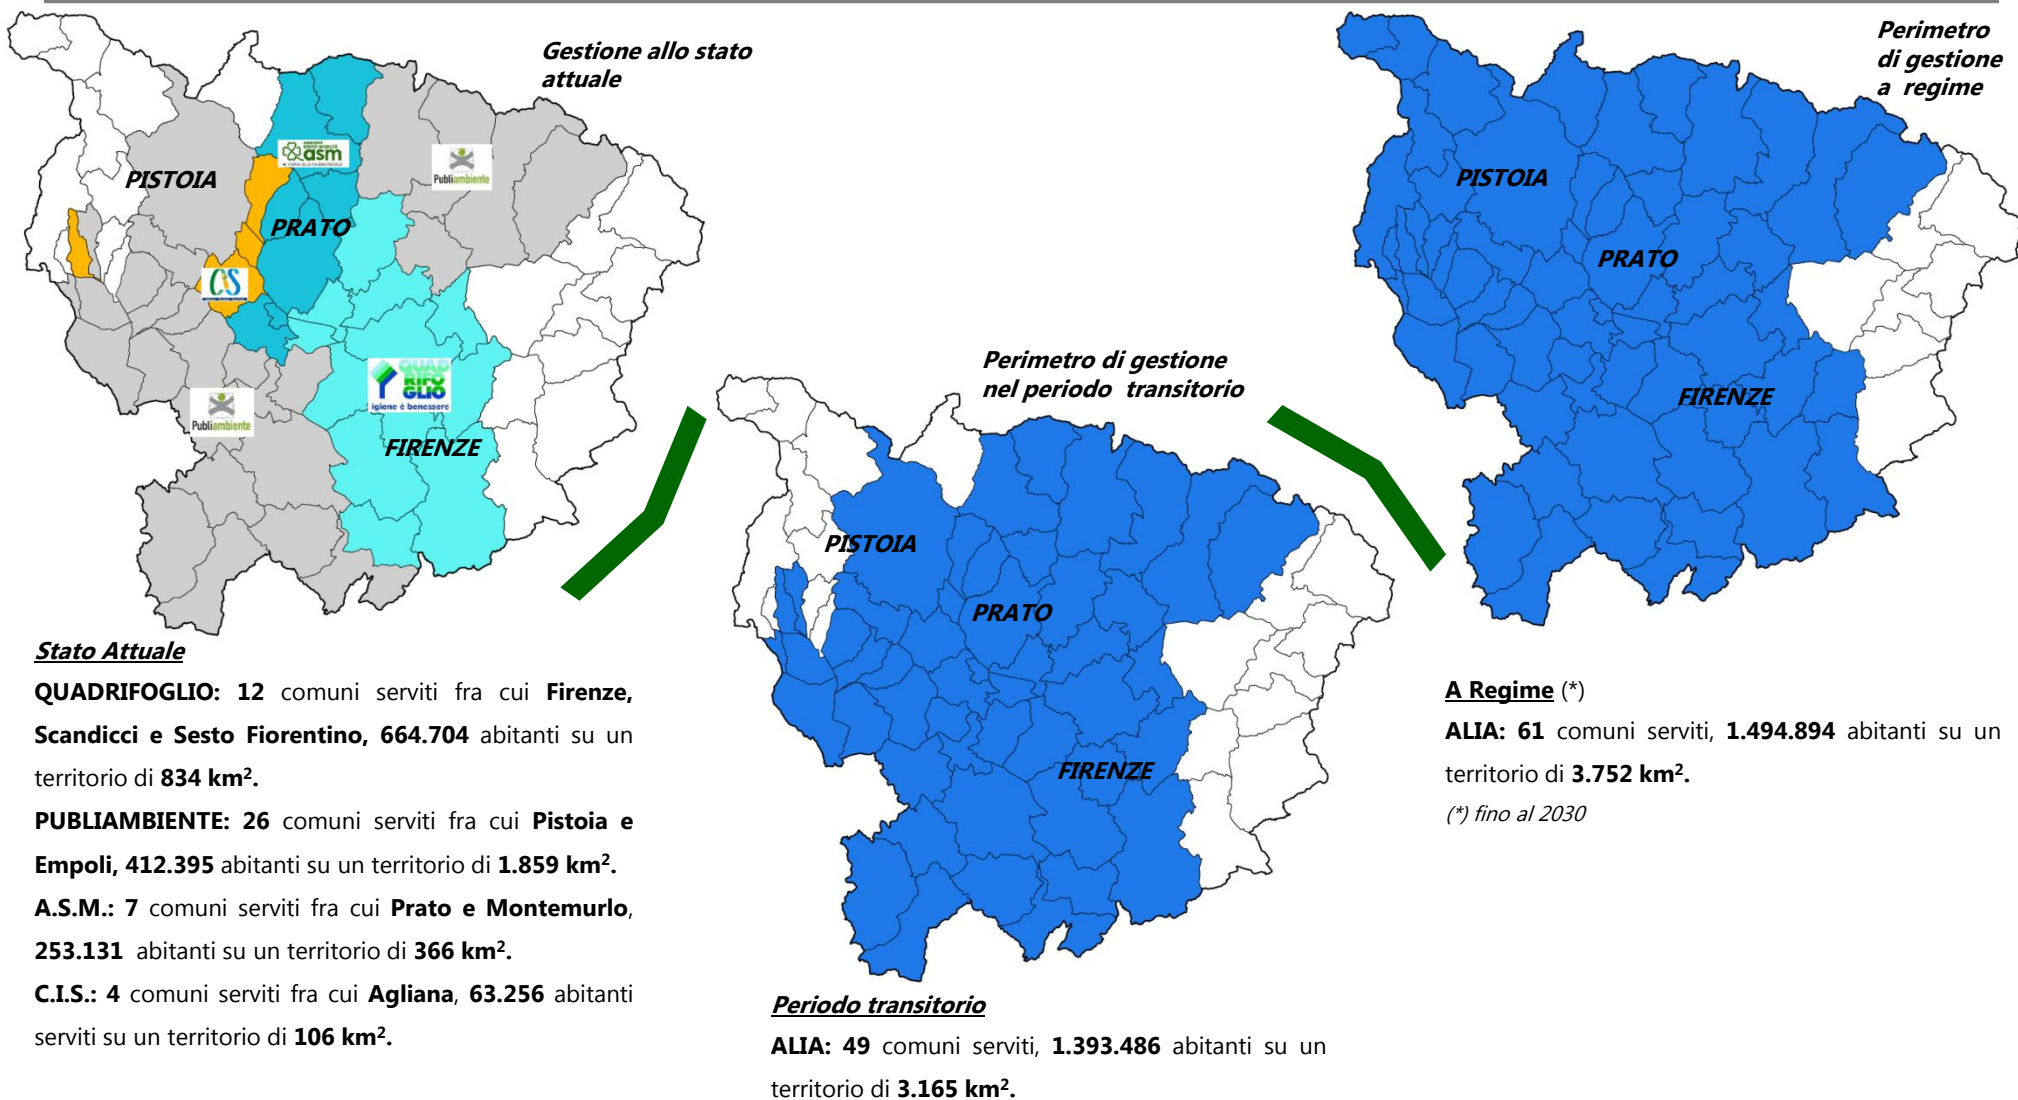 Gestione allo stato
attuale
PISTOIA
PRATO
FIRENZE
asm
Publiambiente
CiS
QUAD
RIFO
GLIO
igiene è benessere
Publiambiente
Stato Attuale
QUADRIFOGLIO: 12 comuni serviti fra cui Firenze,
Scandicci e Sesto Fiorentino, 664.704 abitanti su un
territorio di 834 km².
PUBLIAMBIENTE: 26 comuni serviti fra cui Pistoia e
Empoli, 412.395 abitanti su un territorio di 1.859 km².
A.S.M.: 7 comuni serviti fra cui Prato e Montemurlo,
253.131 abitanti su un territorio di 366 km².
C.I.S.: 4 comuni serviti fra cui Agliana, 63.256 abitanti
serviti su un territorio di 106 km².
Perimetro di gestione
nel periodo transitorio
PISTOIA
PRATO
FIRENZE
Periodo transitorio
ALIA: 49 comuni serviti, 1.393.486 abitanti su un
territorio di 3.165 km².
Perimetro
di gestione
a regime
PISTOIA
PRATO
FIRENZE
A Regime (*)
ALIA: 61 comuni serviti, 1.494.894 abitanti su un
territorio di 3.752 km².
(*) fino al 2030